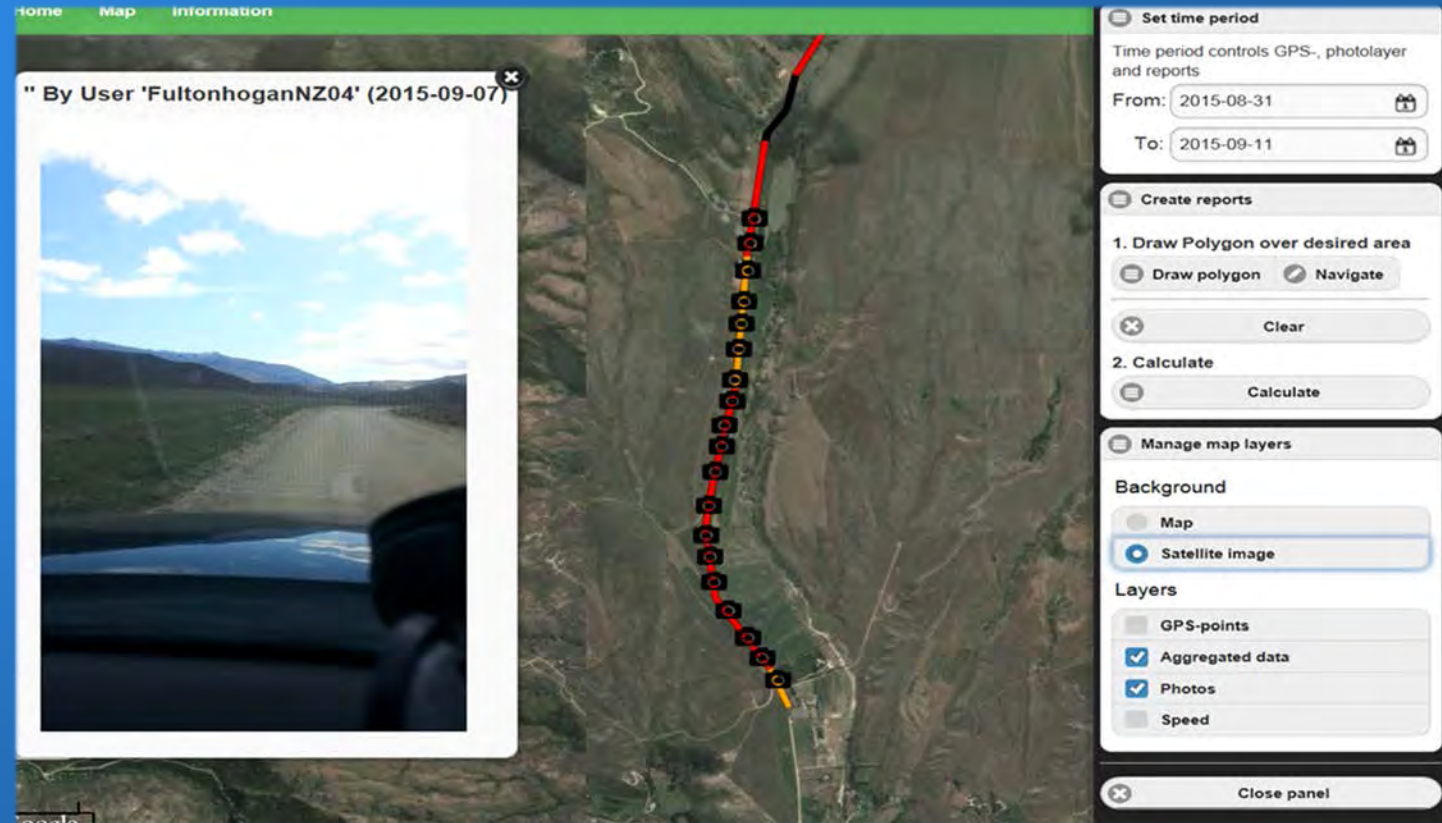 Home Map Information
" By User 'FultonhoganNZ04' (2015-09-07)
Set time period
Time period controls GPS-, photolayer
and reports
From: 2015-08-31
To: 2015-09-11
Create reports
1. Draw Polygon over desired area
Draw polygon Navigate
Clear
2. Calculate
Calculate
Manage map layers
Background
Map
Satellite image
Layers
GPS-points
Aggregated data
Photos
Speed
Close panel